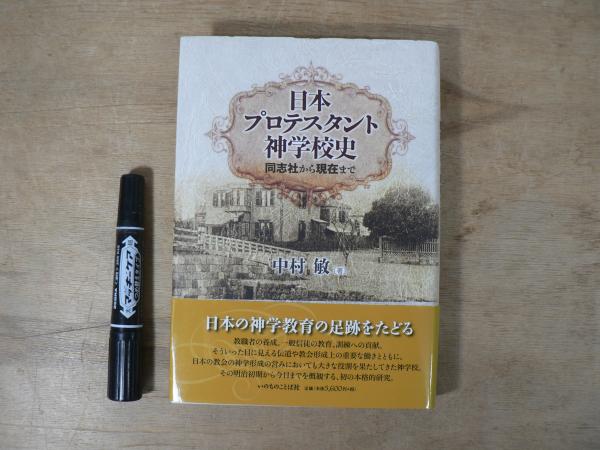 日本
プロテスタント
神学校史
同志社から現在まで
中村 敏 著
日本の神学教育の足跡をたどる
教職者の養成、一般信徒の教育、訓練への貢献。
そういった目に見える伝道や教会形成上の重要な働きとともに、
日本の教会の神学形成の営みにおいても大きな役割を果たしてきた神学校。
その明治初期から今日までを概観する、初の本格的研究。
いのちのことば社